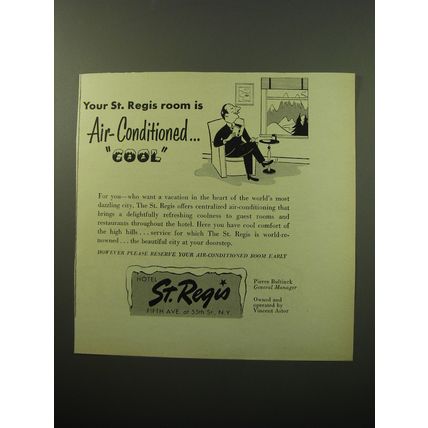 Your St. Regis room is
Air-Conditioned...
"COOL"
For you—who want a vacation in the heart of the world's most
dazzling city, The St. Regis offers centralized air-conditioning that
brings a delightfully refreshing coolness to guest rooms and
restaurants throughout the hotel. Here you have cool comfort of
the high hills . . . service for which The St. Regis is world-re-
nowned . . . the beautiful city at your doorstep.
HOWEVER PLEASE RESERVE YOUR AIR-CONDITIONED ROOM EARLY
HOTEL
St. Regis
FIFTH AVE. at 55th St., N.Y.
Pierre Bultinck
General Manager
Owned and
operated by
Vincent Astor